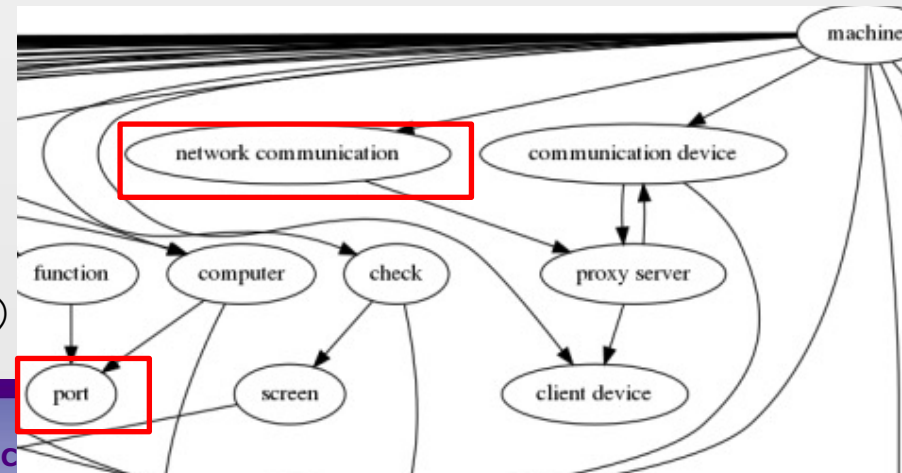 machine
network communication
communication device
function
computer
check
proxy server
)
port
screen
client device
c